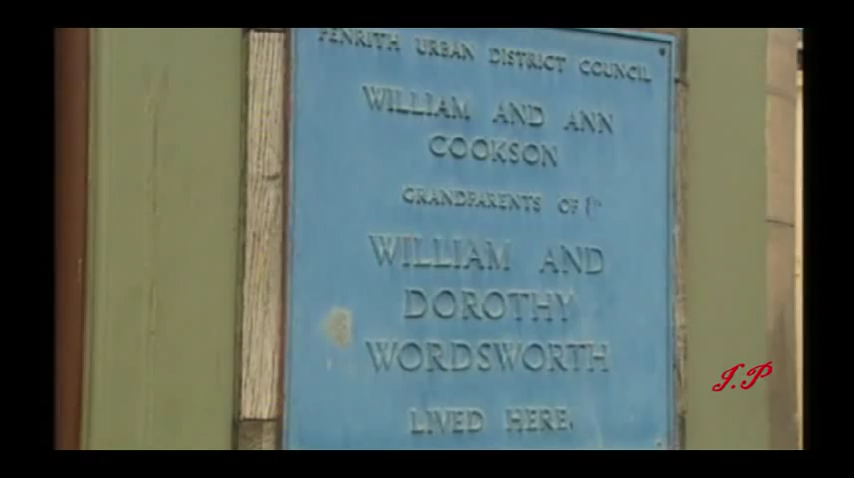 PENRITH URBAN DISTRICT COUNCIL
WILLIAM AND ANN
COOKSON
GRANDPARENTS OF
WILLIAM AND
DOROTHY
WORDSWORTH
LIVED HERE.
I.P